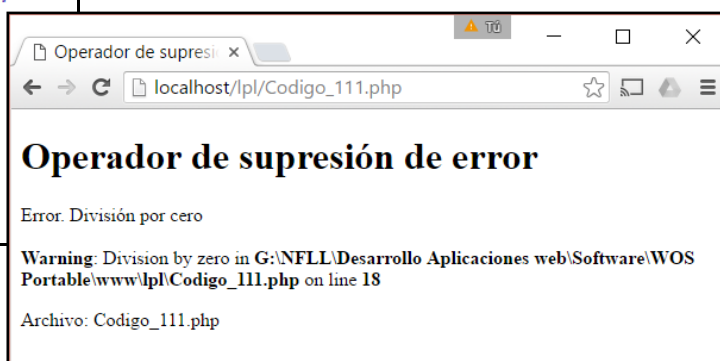 Tú
Operador de supresi
localhost/lpl/Codigo_111.php
Operador de supresión de error
Error. División por cero
Warning: Division by zero in G:\NFLL\Desarrollo Aplicaciones web\Software\WOS
Portable\www\lpl\Codigo_111.php on line 18
Archivo: Codigo_111.php